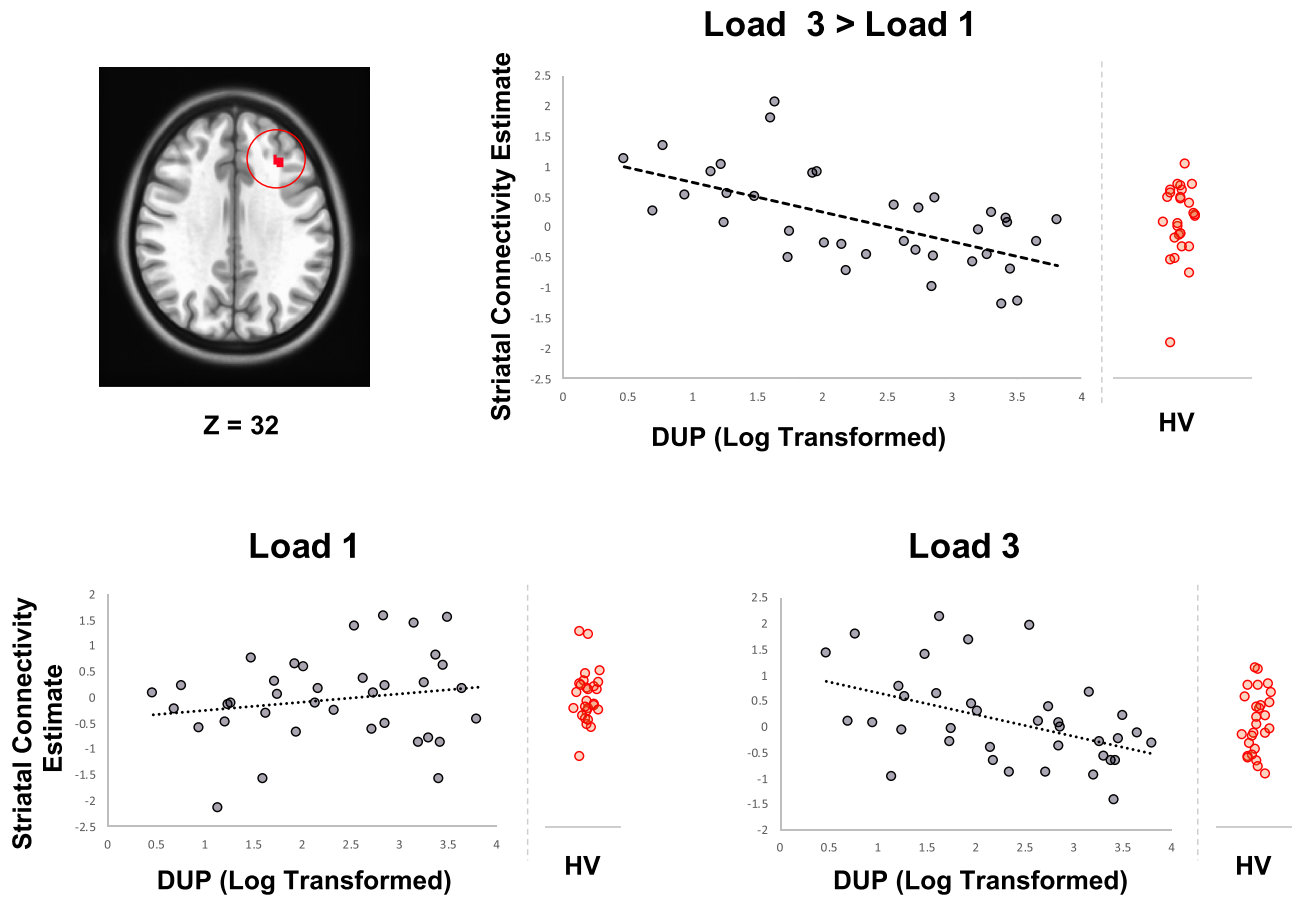 Load  3 > Load 1
Striatal Connectivity Estimate
2.5
2
1.5
1
0.5
0
-0.5
-1
-1.5
-2
-2.5
0 0.5 1 1.5 2 2.5 3 3.5 4
DUP (Log Transformed)
HV
Z = 32
Load 1
Striatal Connectivity
Estimate
2
1.5
1
0.5
0
-0.5
-1
-1.5
-2
-2.5
0 0.5 1 1.5 2 2.5 3 3.5 4
DUP (Log Transformed)
HV
Load 3
2.5
2
1.5
1
0.5
0
-0.5
-1
-1.5
-2
0 0.5 1 1.5 2 2.5 3 3.5 4
DUP (Log Transformed)
HV